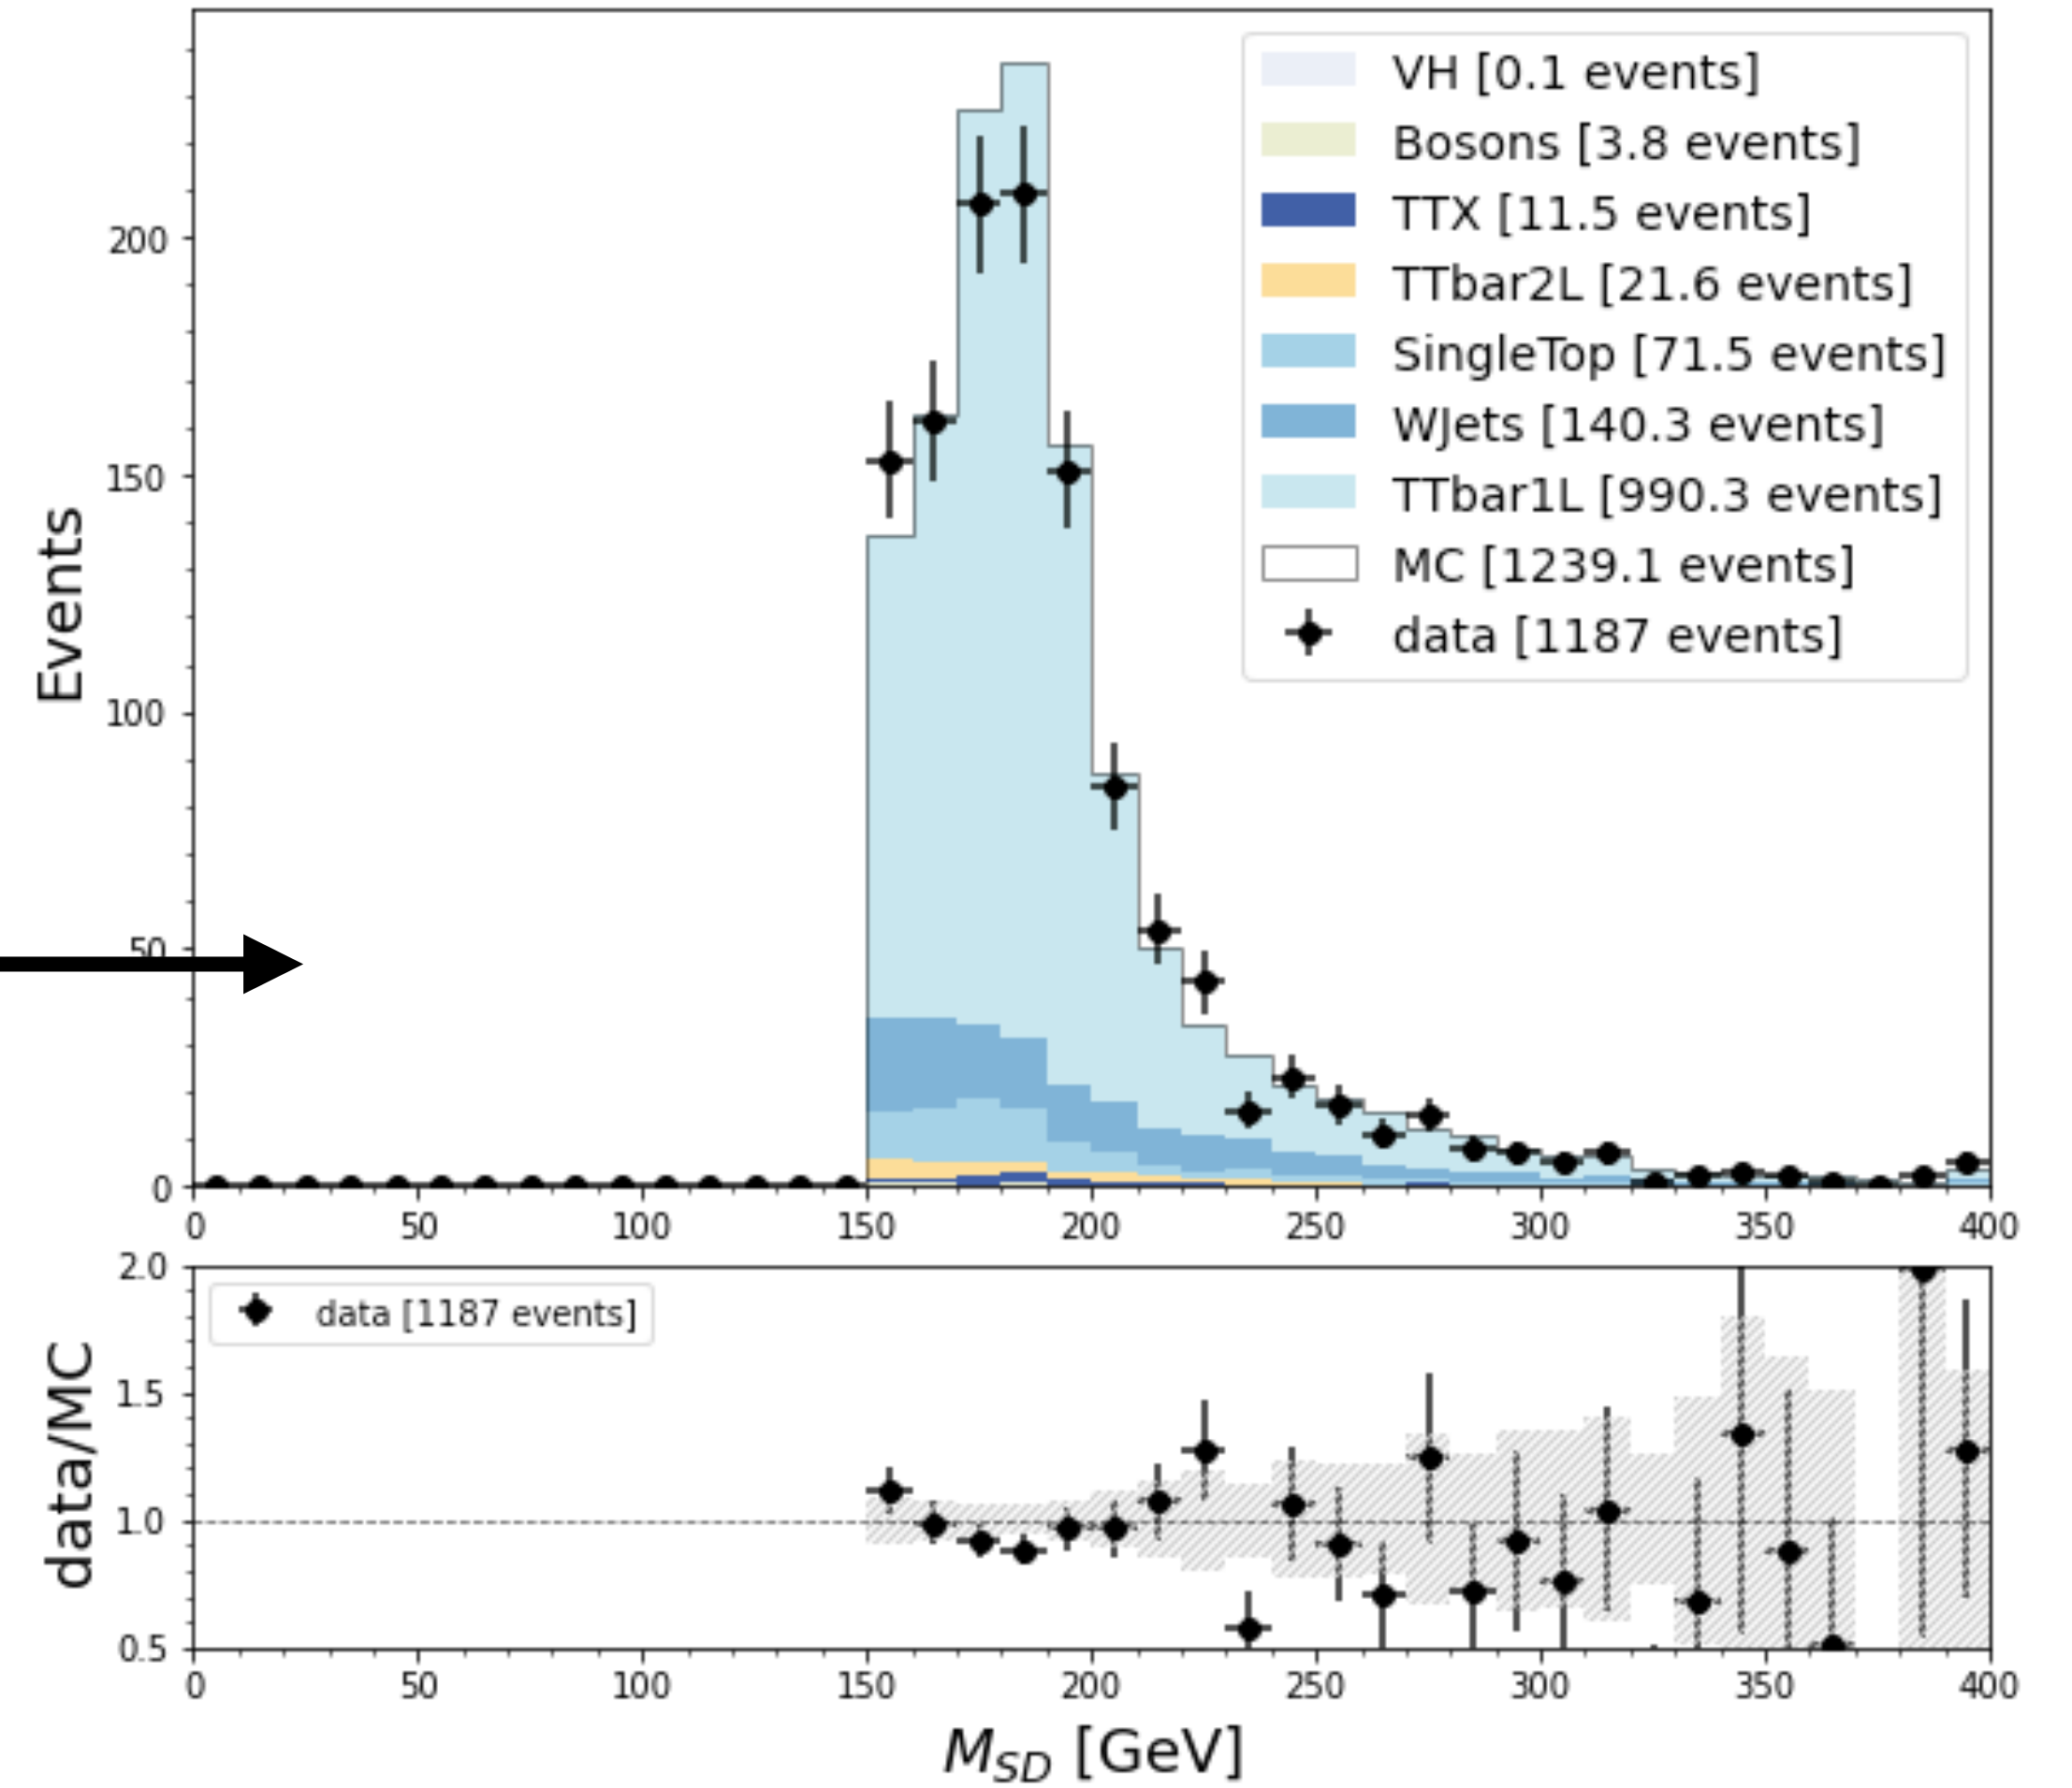 Events
200
150
100
50
0
VH [0.1 events]
Bosons [3.8 events]
TTX [11.5 events]
TTbar2L [21.6 events]
SingleTop [71.5 events]
WJets [140.3 events]
TTbar1L [990.3 events]
MC [1239.1 events]
data [1187 events]
0 50 100 150 200 250 300 350 400
data/MC
2.0
1.5
1.0
0.5
data [1187 events]
0 50 100 150 200 250 300 350 400
M_SD [GeV]